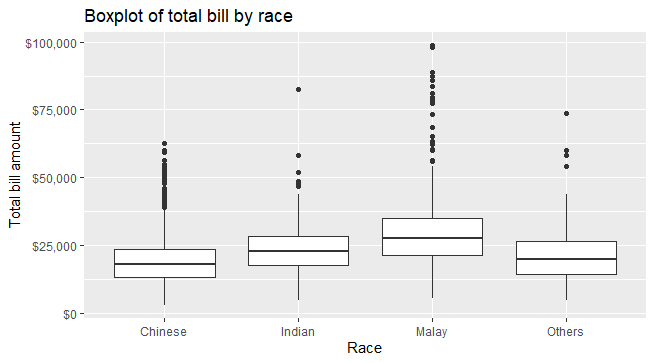 Boxplot of total bill by race
Total bill amount
$100,000
$75,000
$50,000
$25,000
$0
Chinese Indian Malay Others
Race